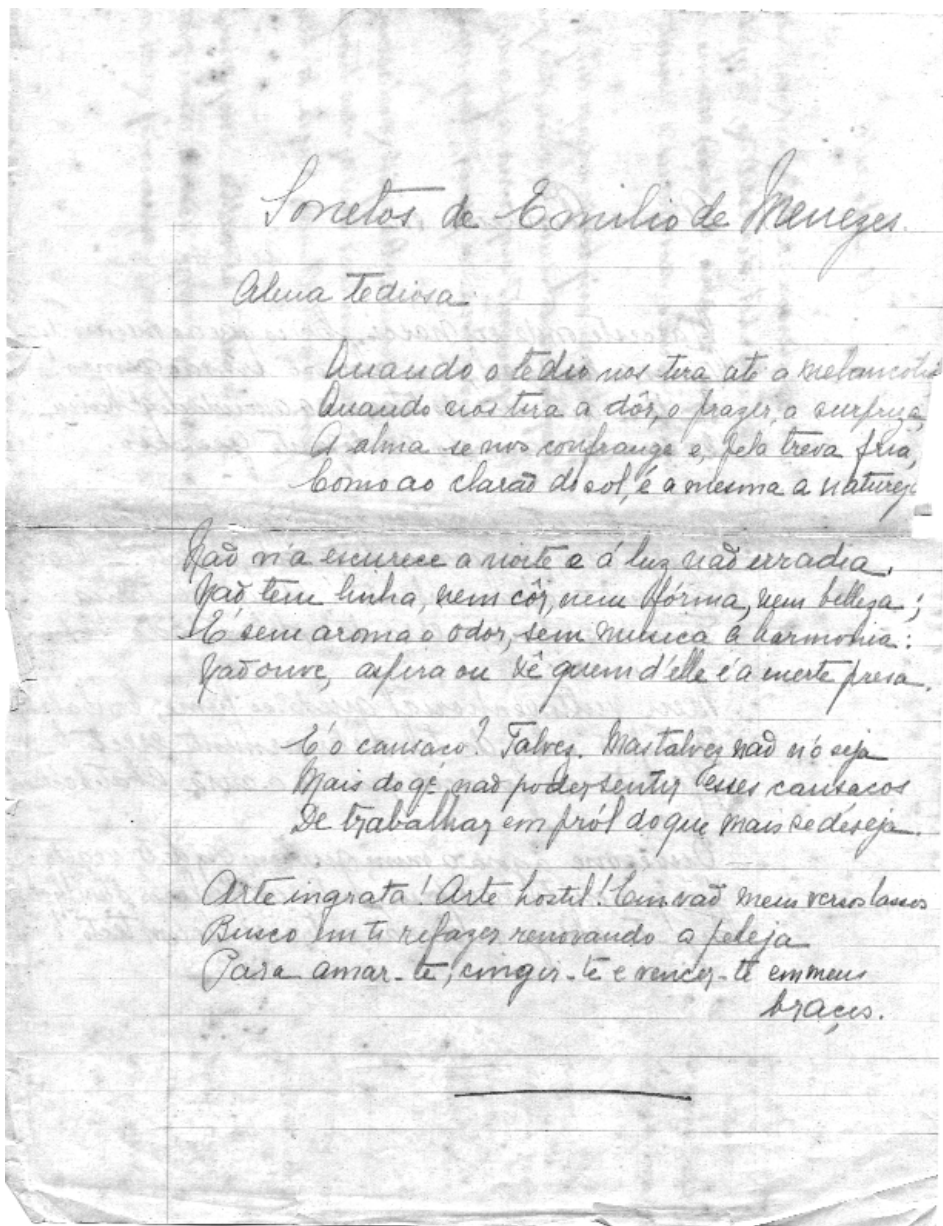 Sonetos de Emilio de Menezes.
Alma tediosa.
Quando o tedio nos tira até a melancolia
Quando nos tira a dôr, o prazer, a surpreza,
A alma se nos confrange e, pela treva fria,
Como ao clarão do sol, é a mesma a natureza
Não n'a escurece a noite e á luz não erradia.
Não tem linha, nem côr, nem fórma, nem belleza;
É sem aroma o odor, sem musica a harmonia:
Não ouve, aspira ou vê quem d'elle é a inerte presa.
É o cansaço? Talvez. Mas talvez não n'o seja
Mais do q̃ não poder sentir esses cansaços
De trabalhar em pról do que mais se deseja.
Arte ingrata! Arte hostil! Em vão meus versos lassos
Busco em ti refazer renovando a peleja
Para amar-te, cingir-te e vencer-te em meus
braços.